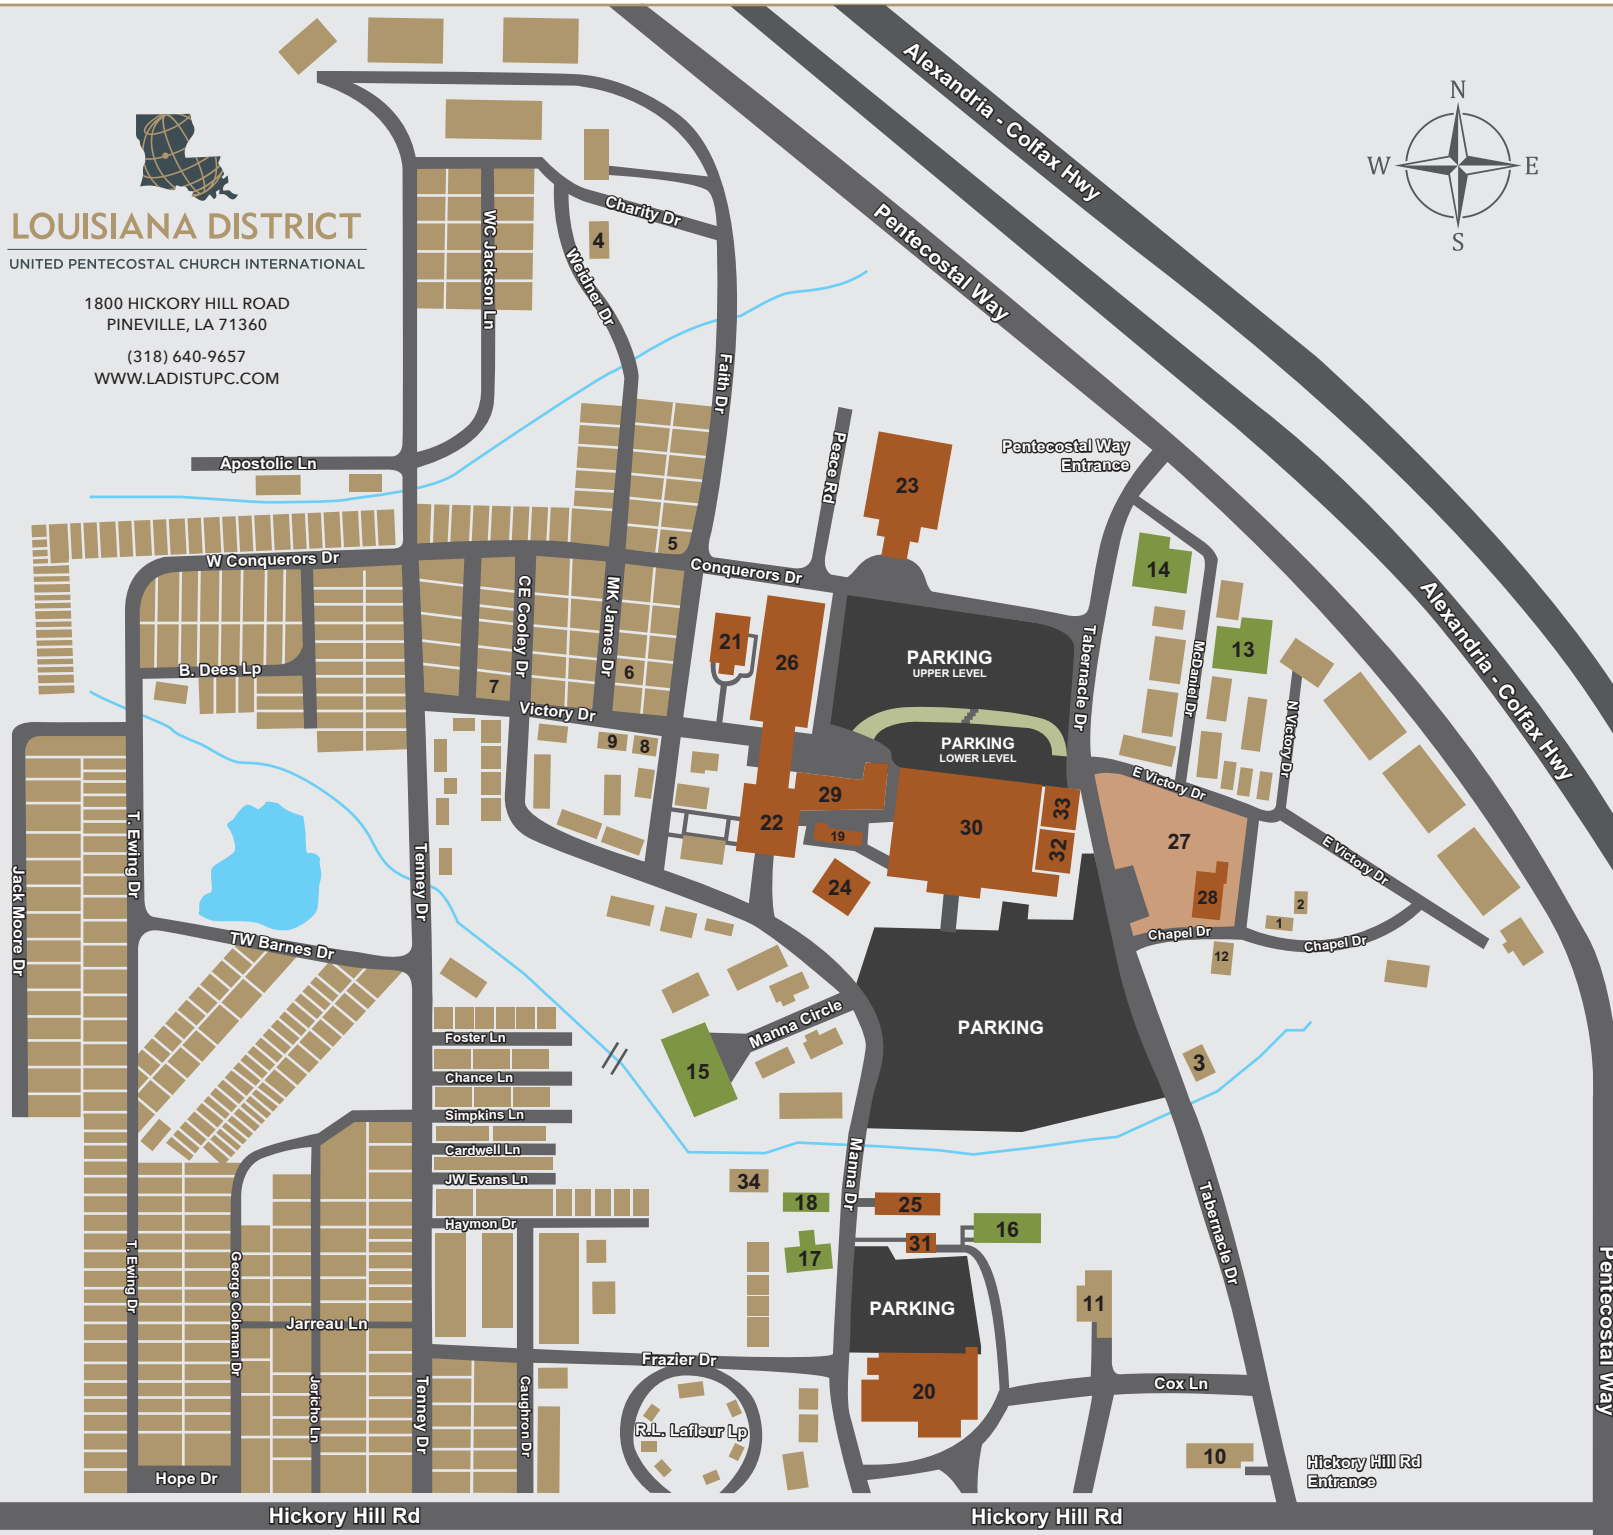 Alexandria - Colfax Hwy
N
W
E
S
LOUISIANA DISTRICT
UNITED PENTECOSTAL CHURCH INTERNATIONAL
1800 HICKORY HILL ROAD
PINEVILLE, LA 71360
(318) 640-9657
WWW.LADISTUPC.COM
Charity Dr
WC Jackson Ln
4
Weidner Dr
Pentecostal Way
Faith Dr
Apostolic Ln
Peace Rd
23
Pentecostal Way
Entrance
5
W Conquerors Dr
Conquerors Dr
14
CE Cooley Dr
MK James Dr
21
26
PARKING
UPPER LEVEL
Tabernacle Dr
McDaniel Dr
13
Alexandria - Colfax Hwy
B. Dees Lp
7
6
Victory Dr
9
8
PARKING
LOWER LEVEL
N Victory Dr
E Victory Dr
29
22
19
30
33
32
27
E Victory Dr
T. Ewing Dr
Tenney Dr
Jack Moore Dr
24
28
2
1
Chapel Dr
Chapel Dr
12
TW Barnes Dr
Manna Circle
PARKING
Foster Ln
Chance Ln
15
3
Simpkins Ln
Cardwell Ln
JW Evans Ln
Manna Dr
34
18
25
Tabernacle Dr
Haymon Dr
16
31
17
T. Ewing Dr
George Coleman Dr
PARKING
11
Pentecostal Way
Jarreau Ln
Frazier Dr
Jericho Ln
Tenney Dr
Caughron Dr
20
Cox Ln
R.L. Lafleur Lp
10
Hickory Hill Rd
Entrance
Hope Dr
Hickory Hill Rd
Hickory Hill Rd